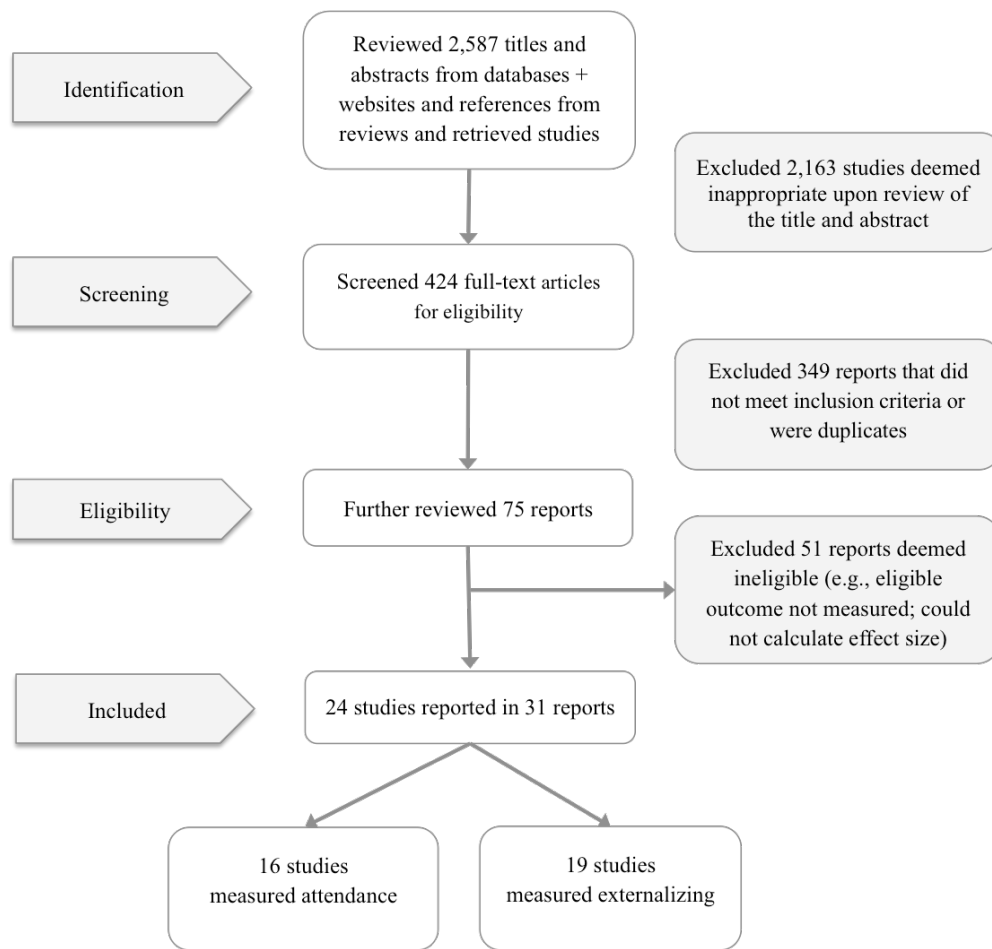 Identification
Reviewed 2,587 titles and
abstracts from databases +
websites and references from
reviews and retrieved studies
Excluded 2,163 studies deemed
inappropriate upon review of
the title and abstract
Screening
Screened 424 full-text articles
for eligibility
Excluded 349 reports that did
not meet inclusion criteria or
were duplicates
Eligibility
Further reviewed 75 reports
Excluded 51 reports deemed
ineligible (e.g., eligible
outcome not measured; could
not calculate effect size)
Included
24 studies reported in 31 reports
16 studies
measured attendance
19 studies
measured externalizing